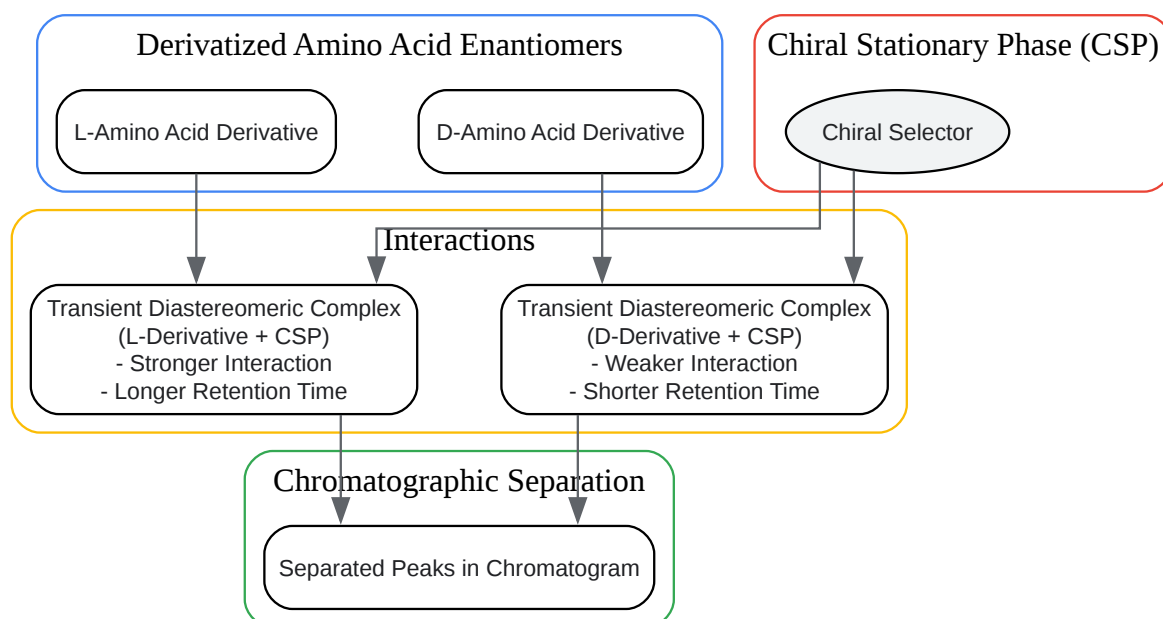 Derivatized Amino Acid Enantiomers
Chiral Stationary Phase (CSP)
L-Amino Acid Derivative
D-Amino Acid Derivative
Chiral Selector
Interactions
Transient Diastereomeric Complex
(L-Derivative + CSP)
- Stronger Interaction
- Longer Retention Time
Transient Diastereomeric Complex
(D-Derivative + CSP)
- Weaker Interaction
- Shorter Retention Time
Chromatographic Separation
Separated Peaks in Chromatogram